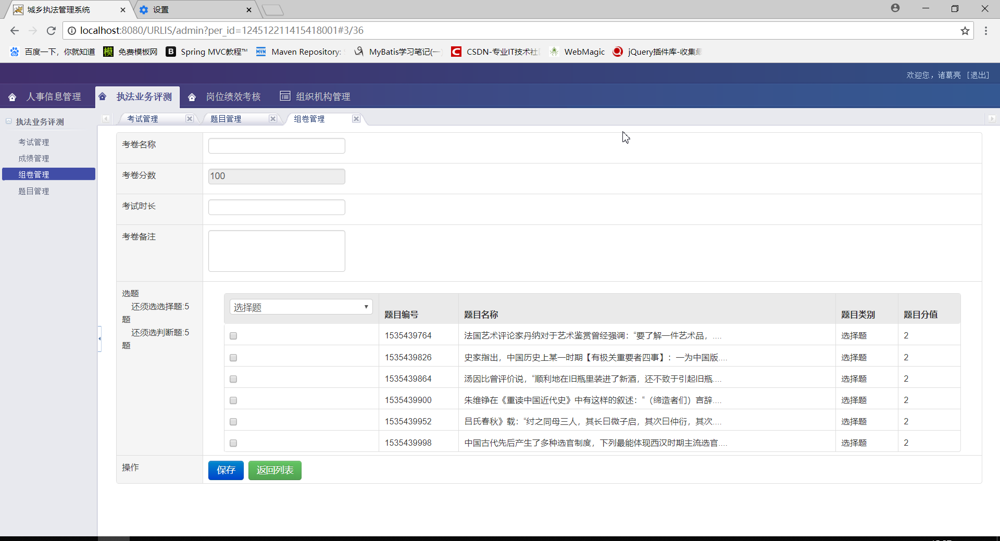 城乡执法管理系统
设置
localhost:8080/URLIS/admin?per_id=124512211415418001#3/36
百度一下，你就知道 免费模板网 Spring MVC教程™ Maven Repository: MyBatis学习笔记(一 CSDN-专业IT技术社 WebMagic jQuery插件库-收集
欢迎您，诸葛亮 [退出]
人事信息管理 执法业务评测 岗位绩效考核 组织机构管理
执法业务评测
考试管理
成绩管理
组卷管理
题目管理
考试管理 题目管理 组卷管理
考卷名称
考卷分数 100
考试时长
考卷备注
选题
还须选选择题:5
题
还须选判断题:5
题
选择题 题目编号 题目名称 题目类别 题目分值
1535439764 法国艺术评论家丹纳对于艺术鉴赏曾经强调：“要了解一件艺术品，.... 选择题 2
1535439826 史家指出，中国历史上某一时期【有极关重要者四事】：一为中国版.... 选择题 2
1535439864 汤因比曾评价说，“顺利地在旧瓶里装进了新酒，还不致于引起旧瓶.... 选择题 2
1535439900 朱维铮在《重读中国近代史》中有这样的叙述：“（缔造者们）言辞.... 选择题 2
1535439952 吕氏春秋》载：“纣之同母三人，其长曰微子启，其次曰仲衍，其次.... 选择题 2
1535439998 中国古代先后产生了多种选官制度，下列最能体现西汉时期主流选官.... 选择题 2
操作
保存 返回列表